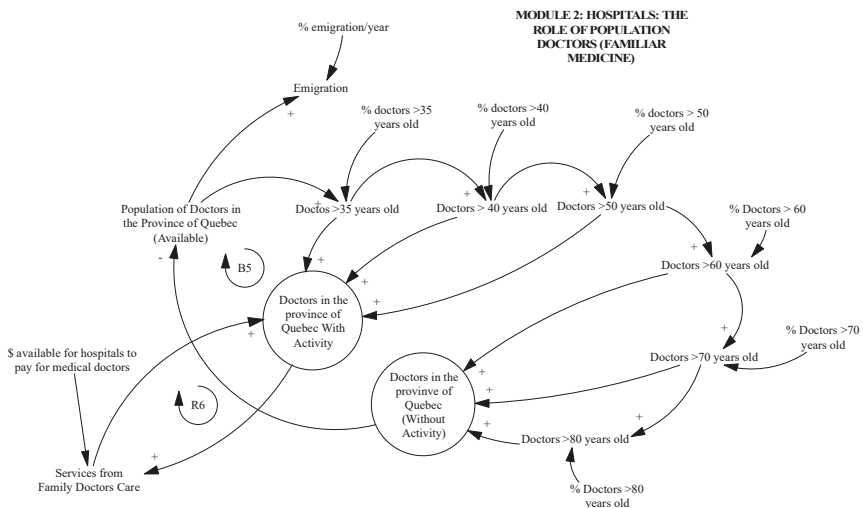 MODULE 2: HOSPITALS: THE
ROLE OF POPULATION
DOCTORS (FAMILIAR
MEDICINE)
% emigration/year
Emigration
+
% doctors >35
years old
% doctors >40
years old
% doctors > 50
years old
+
+
+
Population of Doctors in
the Province of Quebec
(Available)
-
Doctos >35 years old
Doctors > 40 years old
Doctors >50 years old
% Doctors > 60
years old
+
Doctors >60 years old
B5
+
+
+
Doctors in the
province of
Quebec With
Activity
+
+
$ available for hospitals to
pay for medical doctors
Doctors >70 years old
% Doctors >70
years old
R6
Doctors in the
provinve of
Quebec
(Without
Activity)
+
+
+
+
Doctors >80 years old
+
Services from
Family Doctors Care
% Doctors >80
years old